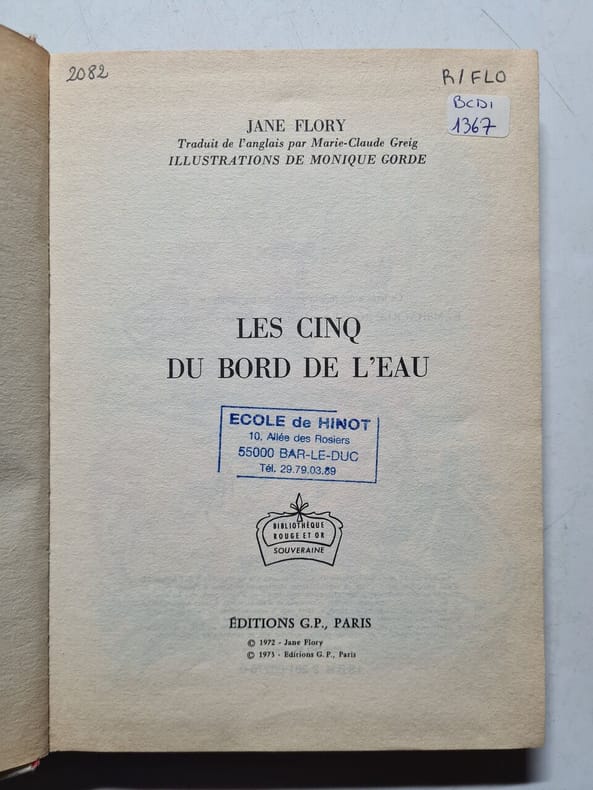 2082
R/FLO
BCDI
1367
JANE FLORY
Traduit de l'anglais par Marie-Claude Greig
ILLUSTRATIONS DE MONIQUE GORDE
LES CINQ
DU BORD DE L'EAU
ECOLE de HINOT
10, Allée des Rosiers
55000 BAR-LE-DUC
Tél. 29.79.03.89
BIBLIOTHÈQUE
ROUGE ET OR
SOUVERAINE
ÉDITIONS G.P., PARIS
© 1972 - Jane Flory
© 1973 - Editions G. P., Paris